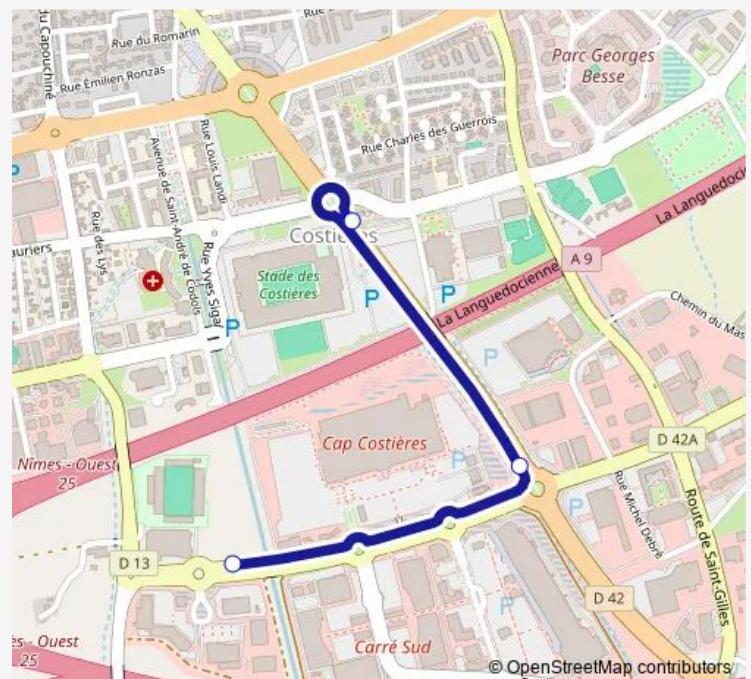 du Capouchiné
Rue du Romarin
Rue Émilien Ronzas
Parc Georges
Besse
Rue Charles des Guerrois
Avenue de Saint-André de Codols
Rue Louis Landi
Rue des Lys
auriers
Rue Yves Sigal
Costières
Stade des
Costières
P
P
P
P
La Languedocienne
La Languedocienne
A 9
Chemin du Mas
P
Cap Costières
P
Nîmes - Ouest
25
D 42A
Rue Michel Debré
Route de Saint-Gilles
P
D 13
D 42
P
es - Ouest
25
Carré Sud
© OpenStreetMap contributors